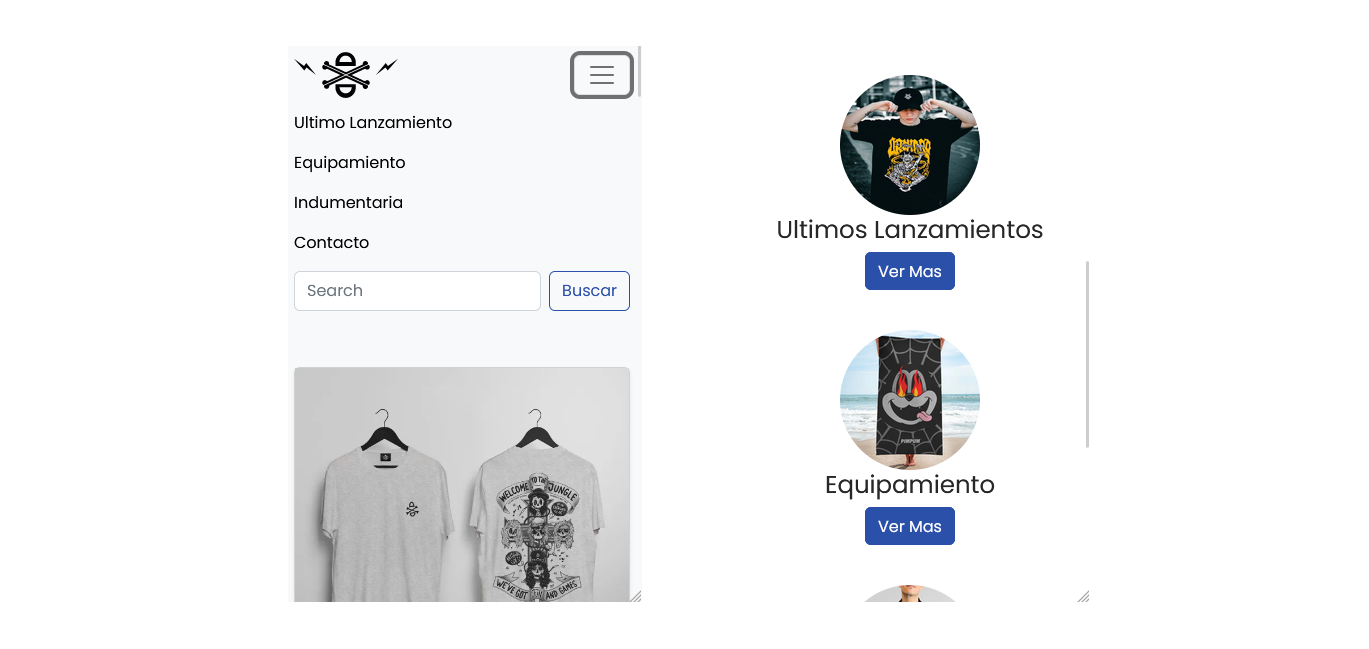 Ultimo Lanzamiento
Equipamiento
Indumentaria
Contacto
Search
Buscar
WELCOME TO THE JUNGLE
WE'VE GOT FUN AND GAMES
Ultimos Lanzamientos
Ver Mas
PIMPUM
Equipamiento
Ver Mas